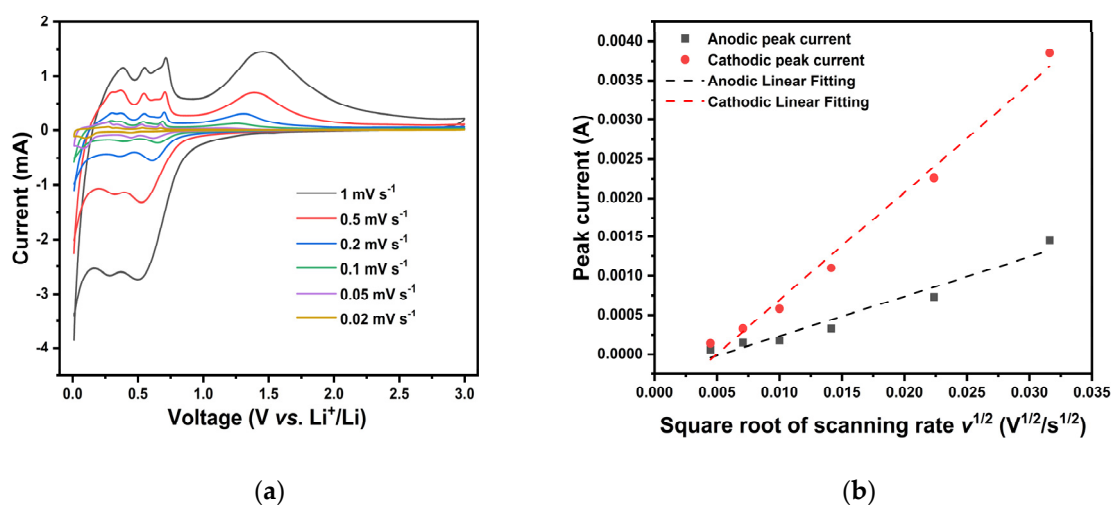 2
1
0
-1
-2
-3
-4
Current (mA)
1 mV s⁻¹
0.5 mV s⁻¹
0.2 mV s⁻¹
0.1 mV s⁻¹
0.05 mV s⁻¹
0.02 mV s⁻¹
0.0 0.5 1.0 1.5 2.0 2.5 3.0
Voltage (V vs. Li⁺/Li)
(a)
Anodic peak current
Cathodic peak current
Anodic Linear Fitting
Cathodic Linear Fitting
0.0040
0.0035
0.0030
0.0025
0.0020
0.0015
0.0010
0.0005
0.0000
Peak current (A)
0.000 0.005 0.010 0.015 0.020 0.025 0.030 0.035
Square root of scanning rate v¹/² (V¹/²/s¹/²)
(b)